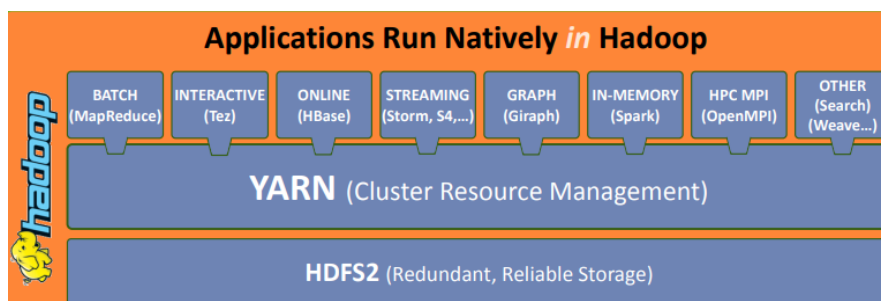 Applications Run Natively in Hadoop
BATCH
(MapReduce)
INTERACTIVE
(Tez)
ONLINE
(HBase)
STREAMING
(Storm, S4,...)
GRAPH
(Giraph)
IN-MEMORY
(Spark)
HPC MPI
(OpenMPI)
OTHER
(Search)
(Weave...)
hadoop
YARN (Cluster Resource Management)
HDFS2 (Redundant, Reliable Storage)